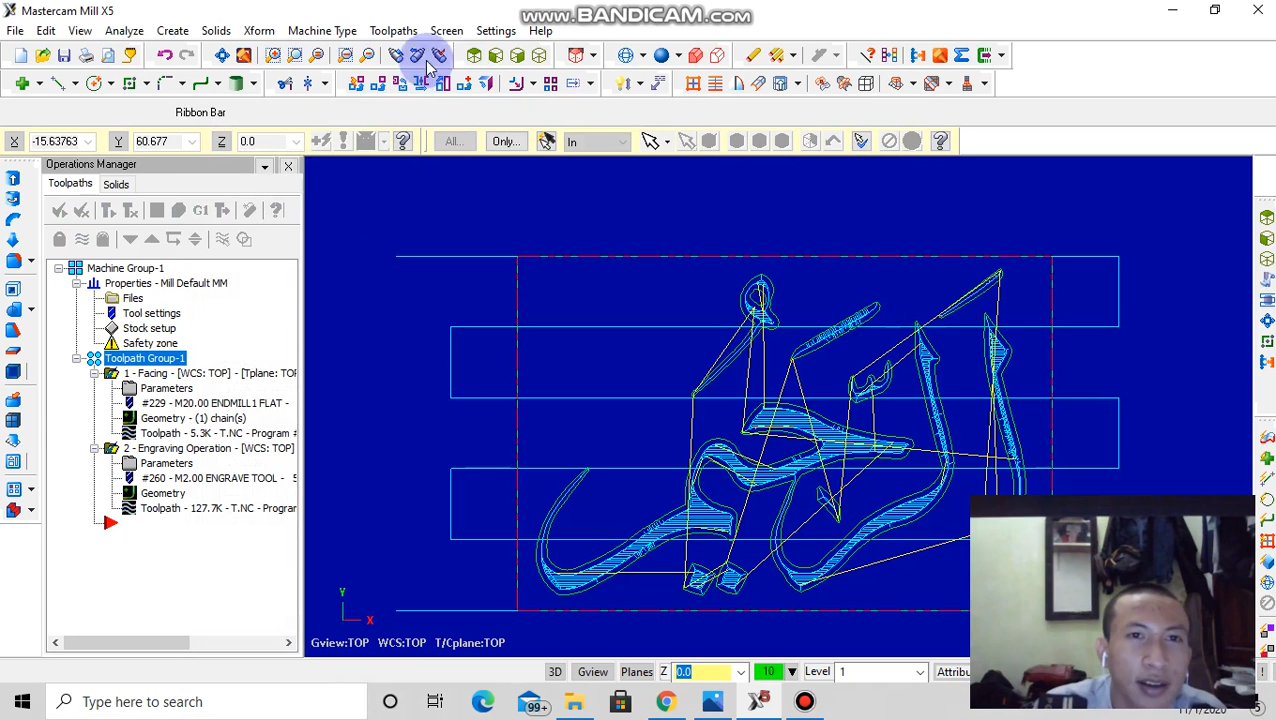 Mastercam Mill X5
www.BANDICAM.com
File Edit View Analyze Create Solids Xform Machine Type Toolpaths Screen Settings Help
Ribbon Bar
X -15.63763 Y 60.677 Z 0.0 All... Only... In
Operations Manager
Toolpaths Solids
G1
Machine Group-1
Properties - Mill Default MM
Files
Tool settings
Stock setup
Safety zone
Toolpath Group-1
1 - Facing - [WCS: TOP] - [Tplane: TOP
Parameters
#229 - M20.00 ENDMILL1 FLAT -
Geometry - (1) chain(s)
Toolpath - 5.3K - T.NC - Program #
2 - Engraving Operation - [WCS: TOP]
Parameters
#260 - M2.00 ENGRAVE TOOL - 5
Geometry
Toolpath - 127.7K - T.NC - Program
Y
X
Gview:TOP WCS:TOP T/Cplane:TOP
3D Gview Planes Z 0.0 10 Level 1 Attrib
Type here to search
99+
11/1/2020